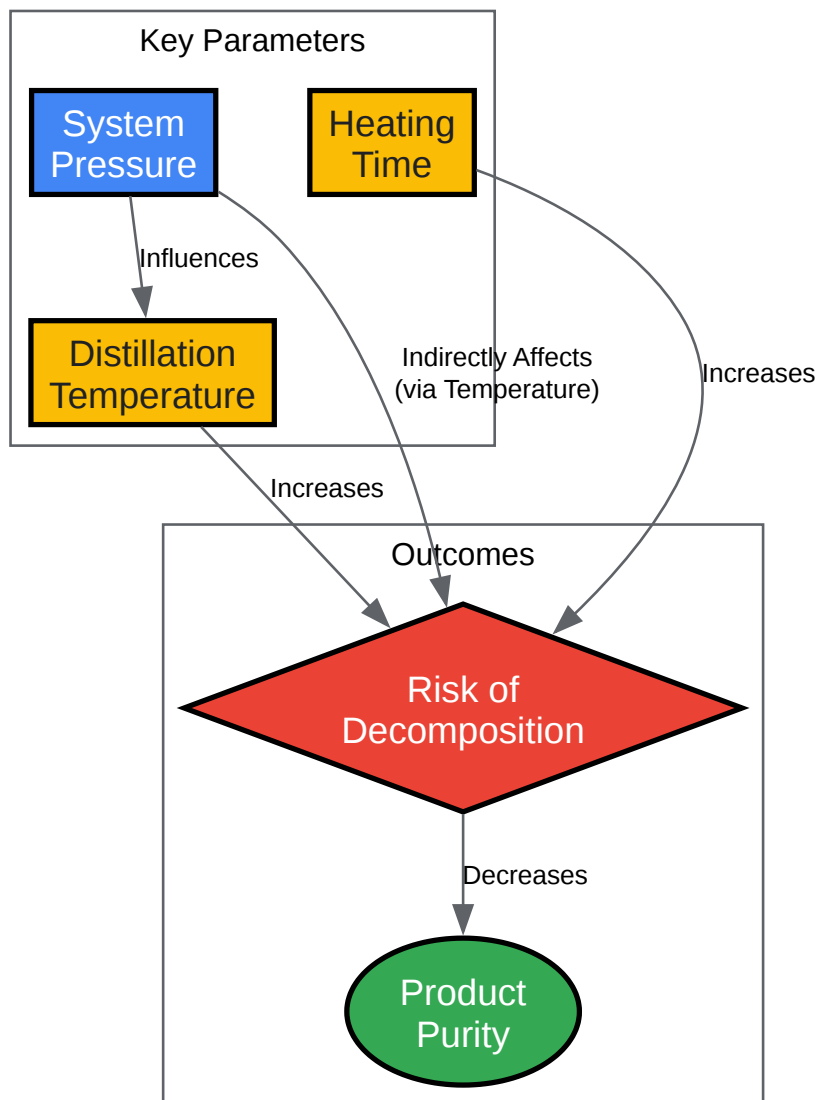 Key Parameters
System
Pressure
Heating
Time
Influences
Distillation
Temperature
Indirectly Affects
(via Temperature)
Increases
Increases
Outcomes
Risk of
Decomposition
Decreases
Product
Purity